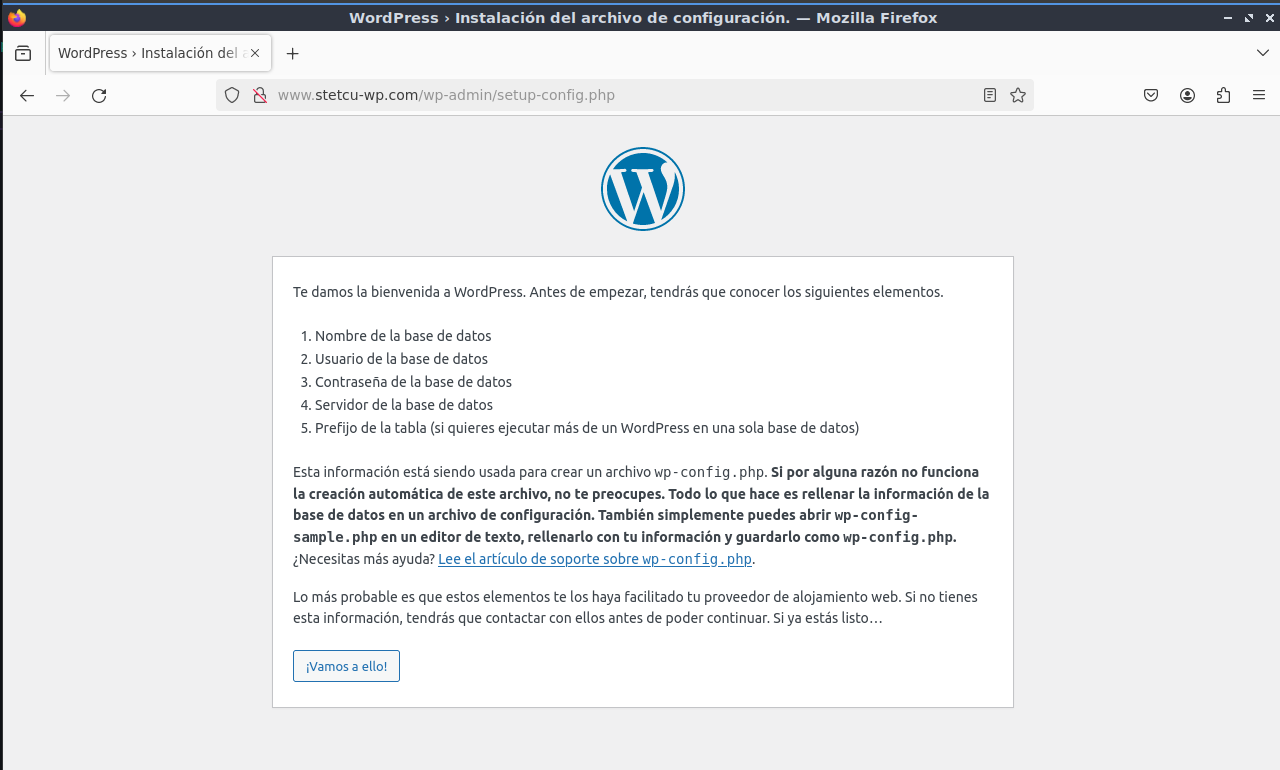 WordPress › Instalación del archivo de configuración. — Mozilla Firefox
WordPress › Instalación del a
www.stetcu-wp.com/wp-admin/setup-config.php
Te damos la bienvenida a WordPress. Antes de empezar, tendrás que conocer los siguientes elementos.
1. Nombre de la base de datos
2. Usuario de la base de datos
3. Contraseña de la base de datos
4. Servidor de la base de datos
5. Prefijo de la tabla (si quieres ejecutar más de un WordPress en una sola base de datos)
Esta información está siendo usada para crear un archivo wp-config.php. Si por alguna razón no funciona
la creación automática de este archivo, no te preocupes. Todo lo que hace es rellenar la información de la
base de datos en un archivo de configuración. También simplemente puedes abrir wp-config-
sample.php en un editor de texto, rellenarlo con tu información y guardarlo como wp-config.php.
¿Necesitas más ayuda? Lee el artículo de soporte sobre wp-config.php.
Lo más probable es que estos elementos te los haya facilitado tu proveedor de alojamiento web. Si no tienes
esta información, tendrás que contactar con ellos antes de poder continuar. Si ya estás listo…
¡Vamos a ello!